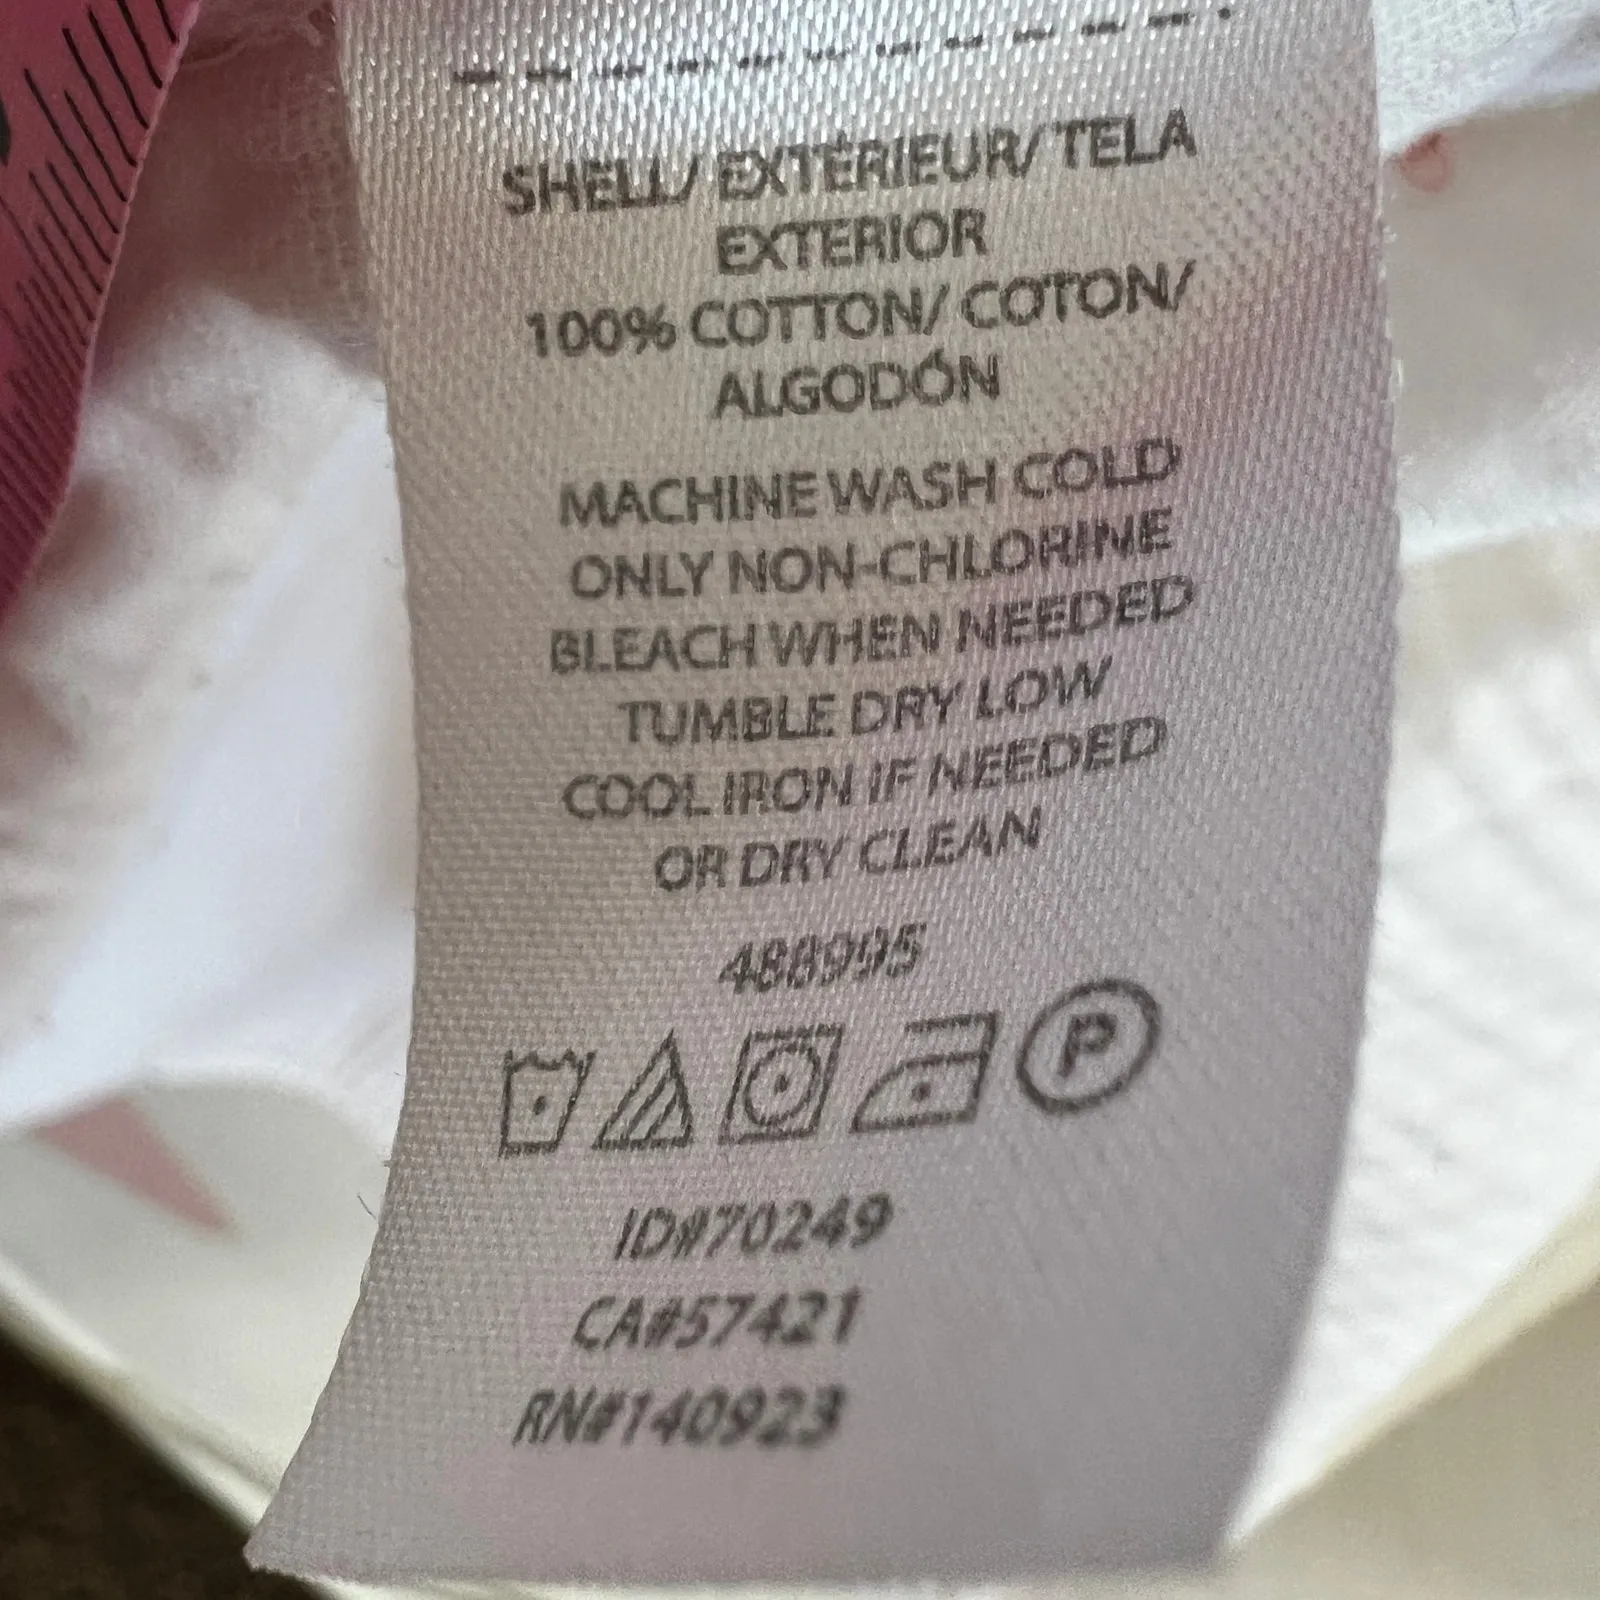 SHELL/ EXTÉRIEUR/ TELA
EXTERIOR
100% COTTON/ COTON/
ALGODÓN
MACHINE WASH COLD
ONLY NON-CHLORINE
BLEACH WHEN NEEDED
TUMBLE DRY LOW
COOL IRON IF NEEDED
OR DRY CLEAN
488995
P
ID#70249
CA#57421
RN#140923